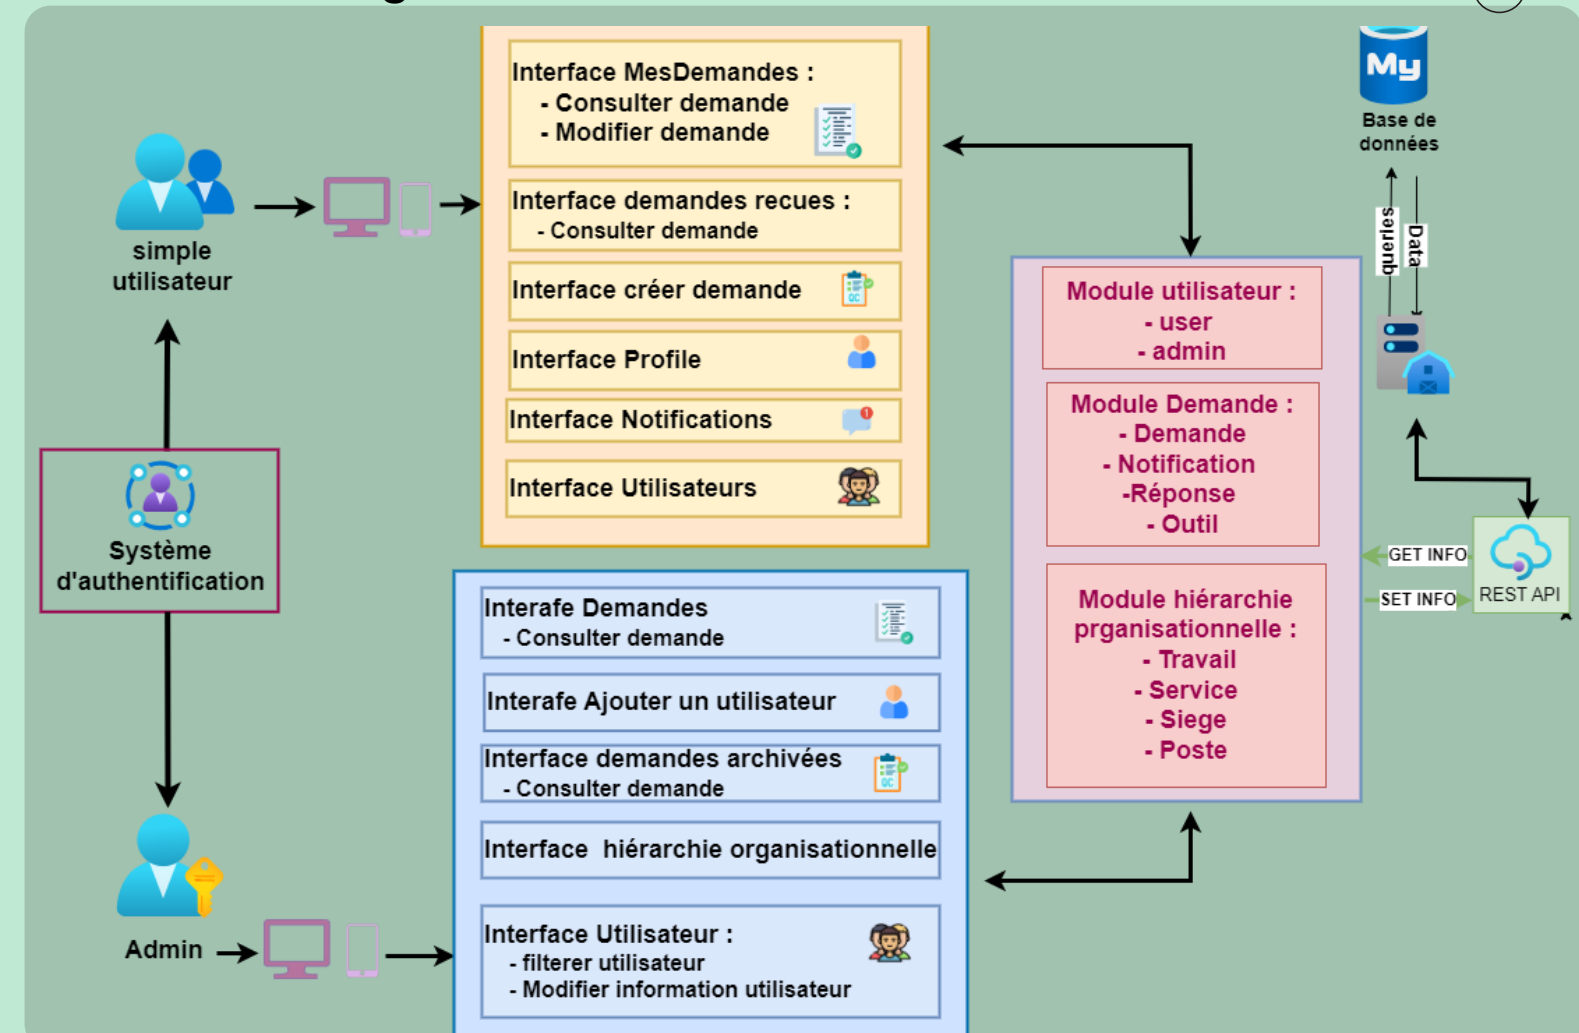 Interface MesDemandes :
- Consulter demande
- Modifier demande
Interface demandes recues :
- Consulter demande
Interface créer demande
QC
Interface Profile
Interface Notifications
1
Interface Utilisateurs
simple
utilisateur
Système
d'authentification
Admin
Interafe Demandes
- Consulter demande
Interafe Ajouter un utilisateur
Interface demandes archivées
- Consulter demande
QC
Interface hiérarchie organisationnelle
Interface Utilisateur :
- filterer utilisateur
- Modifier information utilisateur
Module utilisateur :
- user
- admin
Module Demande :
- Demande
- Notification
-Réponse
- Outil
Module hiérarchie
prganisationnelle :
- Travail
- Service
- Siege
- Poste
My
Base de
données
queries
Data
GET INFO
SET INFO
REST API